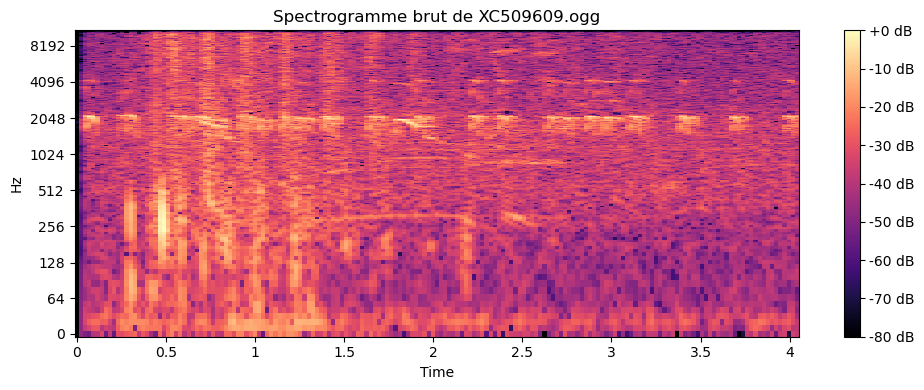 Spectrogramme brut de XC509609.ogg
Hz
8192
4096
2048
1024
512
256
128
64
0
0 0.5 1 1.5 2 2.5 3 3.5 4
Time
+0 dB
-10 dB
-20 dB
-30 dB
-40 dB
-50 dB
-60 dB
-70 dB
-80 dB